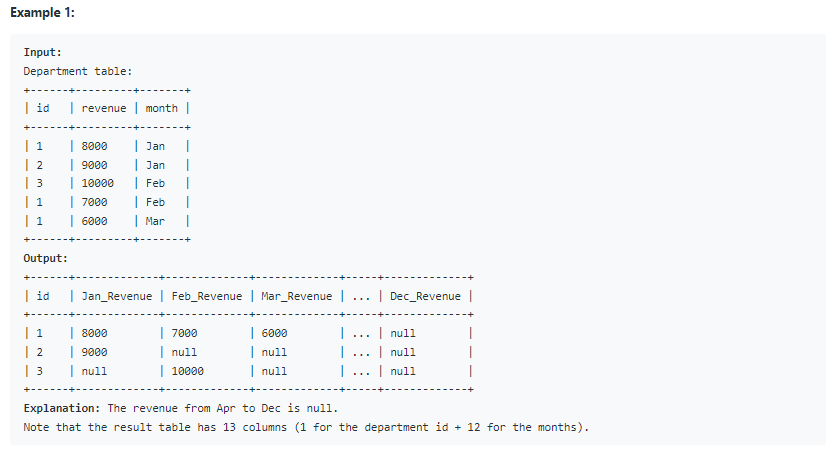 Example 1:
Input:
Department table:
+------+---------+-------+
| id   | revenue | month |
+------+---------+-------+
| 1    | 8000    | Jan   |
| 2    | 9000    | Jan   |
| 3    | 10000   | Feb   |
| 1    | 7000    | Feb   |
| 1    | 6000    | Mar   |
+------+---------+-------+
Output:
+------+-------------+-------------+-------------+-----+-------------+
| id   | Jan_Revenue | Feb_Revenue | Mar_Revenue | ... | Dec_Revenue |
+------+-------------+-------------+-------------+-----+-------------+
| 1    | 8000        | 7000        | 6000        | ... | null        |
| 2    | 9000        | null        | null        | ... | null        |
| 3    | null        | 10000       | null        | ... | null        |
+------+-------------+-------------+-------------+-----+-------------+
Explanation: The revenue from Apr to Dec is null.
Note that the result table has 13 columns (1 for the department id + 12 for the months).